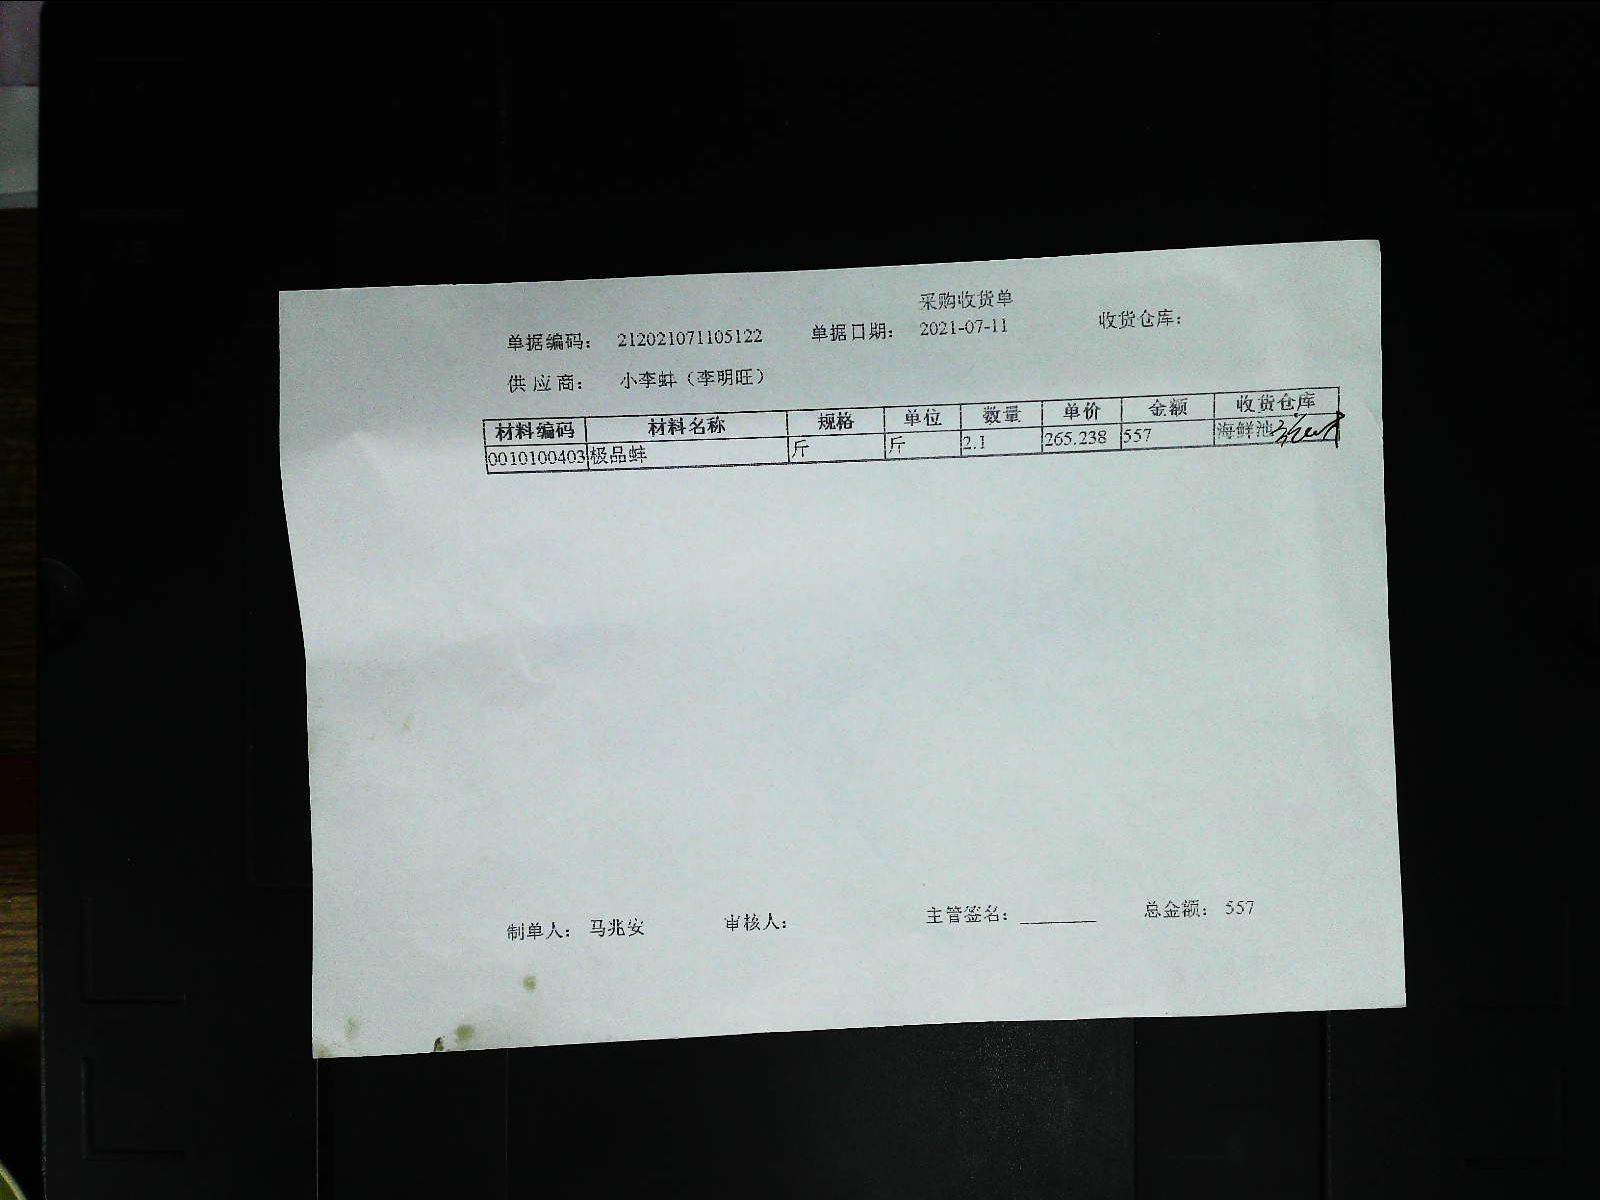 采购收货单
单据编码： 212021071105122 单据日期： 2021-07-11 收货仓库：
供 应 商： 小李蚌（李明旺）
材料编码 材料名称 规格 单位 数量 单价 金额 收货仓库
0010100403 极品蚌 斤 斤 2.1 265.238 557 海鲜池
制单人： 马兆安 审核人： 主管签名： 总金额： 557